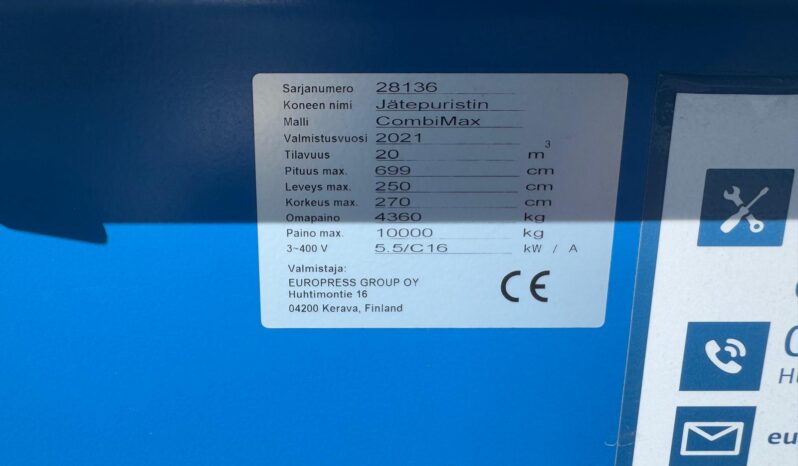 Sarjanumero 28136
Koneen nimi Jätepuristin
Malli CombiMax
Valmistusvuosi 2021
Tilavuus 20 m³
Pituus max. 699 cm
Leveys max. 250 cm
Korkeus max. 270 cm
Omapaino 4360 kg
Paino max. 10000 kg
3~400 V 5.5/C16 kW / A
Valmistaja:
EUROPRESS GROUP OY
Huhtimontie 16
04200 Kerava, Finland
CE
eu